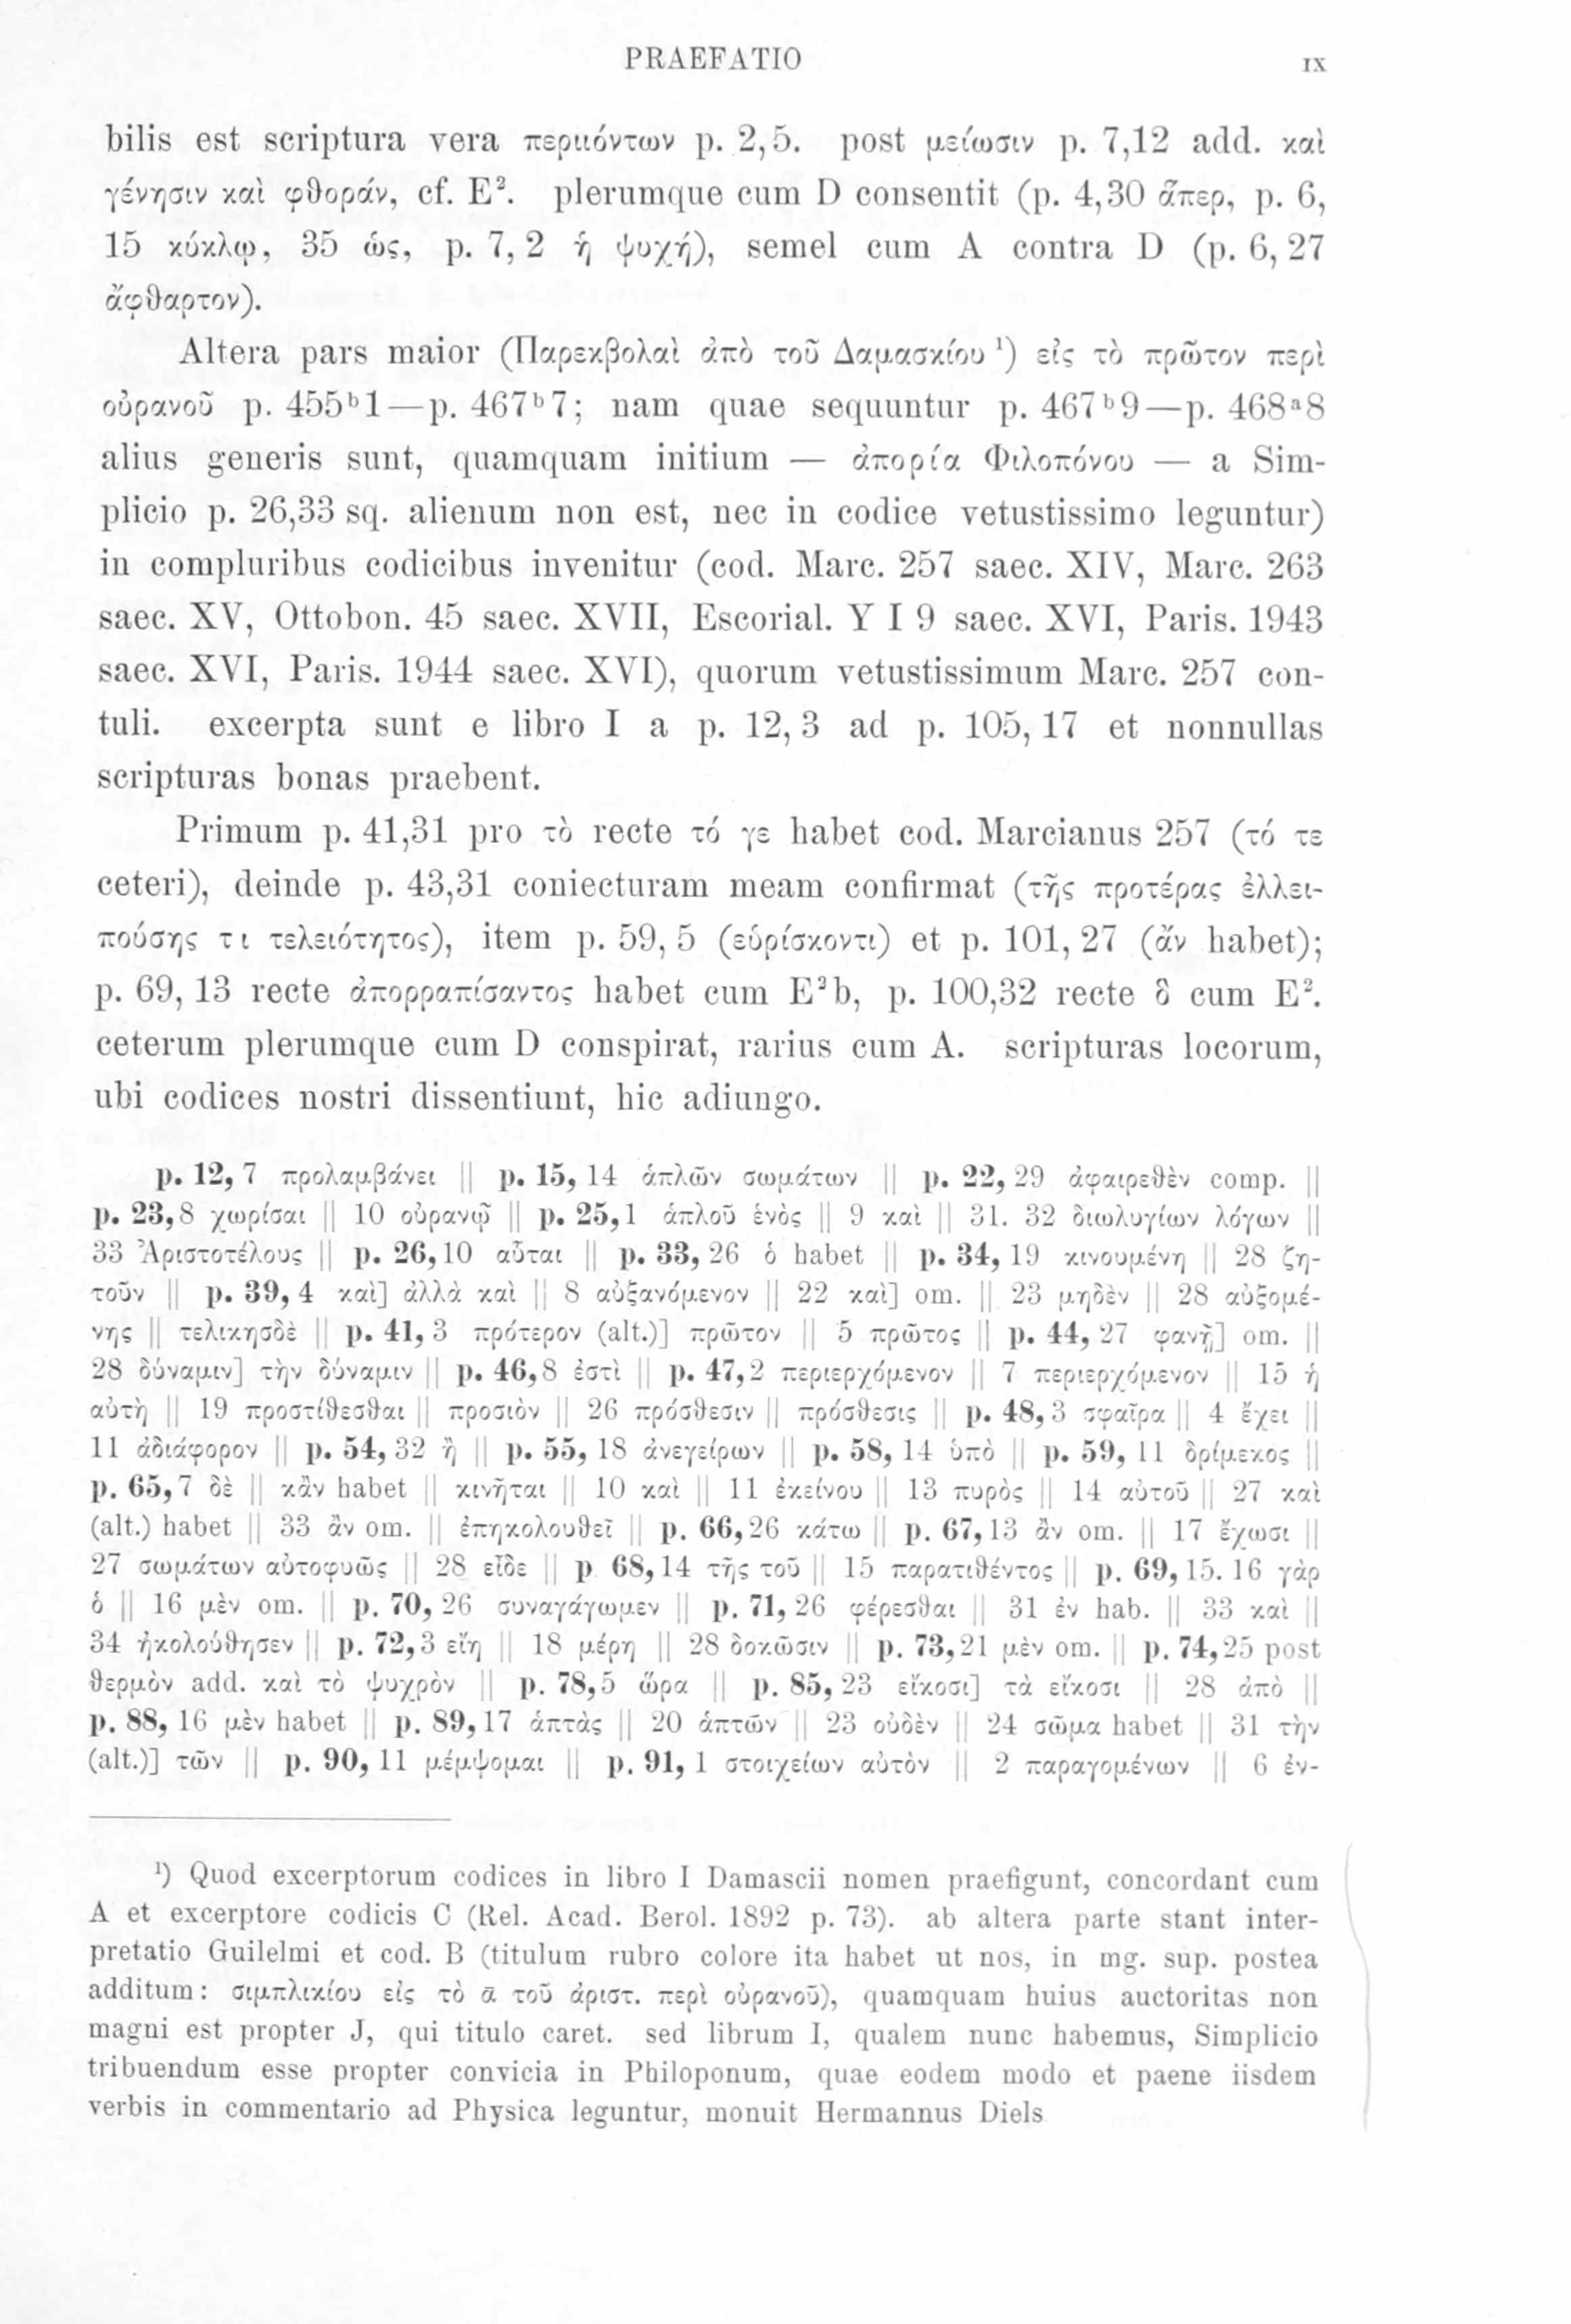 PRAEFATIO IX
bilis est scriptura vera περιιόντων p. 2,5. post μείωσιν p. 7,12 add. καὶ
γένησιν καὶ φθοράν, cf. E². plerumque cum D consentit (p. 4,30 ἅπερ, p. 6,
15 κύκλῳ, 35 ὡς, p. 7, 2 ἡ ψυχή), semel cum A contra D (p. 6, 27
ἄφθαρτον).
Altera pars maior (Παρεκβολαὶ ἀπὸ τοῦ Δαμασκίου ¹) εἰς τὸ πρῶτον περὶ
οὐρανοῦ p. 455ᵇ1—p. 467ᵇ7; nam quae sequuntur p. 467ᵇ9—p. 468ᵃ8
alius generis sunt, quamquam initium — ἀπορία Φιλοπόνου — a Sim-
plicio p. 26,33 sq. alienum non est, nec in codice vetustissimo leguntur)
in compluribus codicibus invenitur (cod. Marc. 257 saec. XIV, Marc. 263
saec. XV, Ottobon. 45 saec. XVII, Escorial. Y I 9 saec. XVI, Paris. 1943
saec. XVI, Paris. 1944 saec. XVI), quorum vetustissimum Marc. 257 con-
tuli. excerpta sunt e libro I a p. 12, 3 ad p. 105, 17 et nonnullas
scripturas bonas praebent.
Primum p. 41,31 pro τὸ recte τό γε habet cod. Marcianus 257 (τό τε
ceteri), deinde p. 43,31 coniecturam meam confirmat (τῆς προτέρας ἐλλει-
πούσης τι τελειότητος), item p. 59, 5 (εὑρίσκοντι) et p. 101, 27 (ἄν habet);
p. 69, 13 recte ἀπορραπίσαντος habet cum E²b, p. 100,32 recte ὃ cum E².
ceterum plerumque cum D conspirat, rarius cum A. scripturas locorum,
ubi codices nostri dissentiunt, hic adiungo.
p. 12, 7 προλαμβάνει || p. 15, 14 ἁπλῶν σωμάτων || p. 22, 29 ἀφαιρεθὲν comp. ||
p. 23,8 χωρίσαι || 10 οὐρανῷ || p. 25,1 ἁπλοῦ ἑνὸς || 9 καὶ || 31. 32 διωλυγίων λόγων ||
33 Ἀριστοτέλους || p. 26,10 αὗται || p. 33, 26 ὁ habet || p. 34, 19 κινουμένη || 28 ζη-
τοῦν || p. 39, 4 καὶ] ἀλλὰ καὶ || 8 αὐξανόμενον || 22 καὶ] om. || 23 μηδὲν || 28 αὐξομέ-
νης || τελικησδὲ || p. 41, 3 πρότερον (alt.)] πρῶτον || 5 πρῶτος || p. 44, 27 φανῇ] om. ||
28 δύναμιν] τὴν δύναμιν || p. 46,8 ἐστὶ || p. 47,2 περιερχόμενον || 7 περιερχόμενον || 15 ἡ
αὐτὴ || 19 προστίθεσθαι || προσιὸν || 26 πρόσθεσιν || πρόσθεσις || p. 48, 3 σφαῖρα || 4 ἔχει ||
11 ἀδιάφορον || p. 54, 32 ἢ || p. 55, 18 ἀνεγείρων || p. 58, 14 ὑπὸ || p. 59, 11 δρίμεκος ||
p. 65,7 δὲ || κἂν habet || κινῆται || 10 καὶ || 11 ἐκείνου || 13 πυρὸς || 14 αὐτοῦ || 27 καὶ
(alt.) habet || 33 ἂν om. || ἐπηκολουθεῖ || p. 66,26 κάτω || p. 67,13 ἂν om. || 17 ἔχωσι ||
27 σωμάτων αὐτοφυῶς || 28 εἶδε || p 68,14 τῆς τοῦ || 15 παρατιθέντος || p. 69, 15. 16 γὰρ
ὁ || 16 μὲν om. || p. 70, 26 συναγάγωμεν || p. 71, 26 φέρεσθαι || 31 ἐν hab. || 33 καὶ ||
34 ἠκολούθησεν || p. 72,3 εἴη || 18 μέρη || 28 δοκῶσιν || p. 73,21 μὲν om. || p. 74,25 post
θερμὸν add. καὶ τὸ ψυχρὸν || p. 78,5 ὥρα || p. 85, 23 εἴκοσι] τὰ εἴκοσι || 28 ἀπὸ ||
p. 88, 16 μὲν habet || p. 89,17 ἁπτὰς || 20 ἁπτῶν || 23 οὐδὲν || 24 σῶμα habet || 31 τὴν
(alt.)] τῶν || p. 90, 11 μέμψομαι || p. 91, 1 στοιχείων αὐτὸν || 2 παραγομένων || 6 ἐν-
¹) Quod excerptorum codices in libro I Damascii nomen praefigunt, concordant cum
A et excerptore codicis C (Rel. Acad. Berol. 1892 p. 73). ab altera parte stant inter-
pretatio Guilelmi et cod. B (titulum rubro colore ita habet ut nos, in mg. sup. postea
additum: σιμπλικίου εἰς τὸ ᾱ τοῦ ἀριστ. περὶ οὐρανοῦ), quamquam huius auctoritas non
magni est propter J, qui titulo caret. sed librum I, qualem nunc habemus, Simplicio
tribuendum esse propter convicia in Philoponum, quae eodem modo et paene iisdem
verbis in commentario ad Physica leguntur, monuit Hermannus Diels